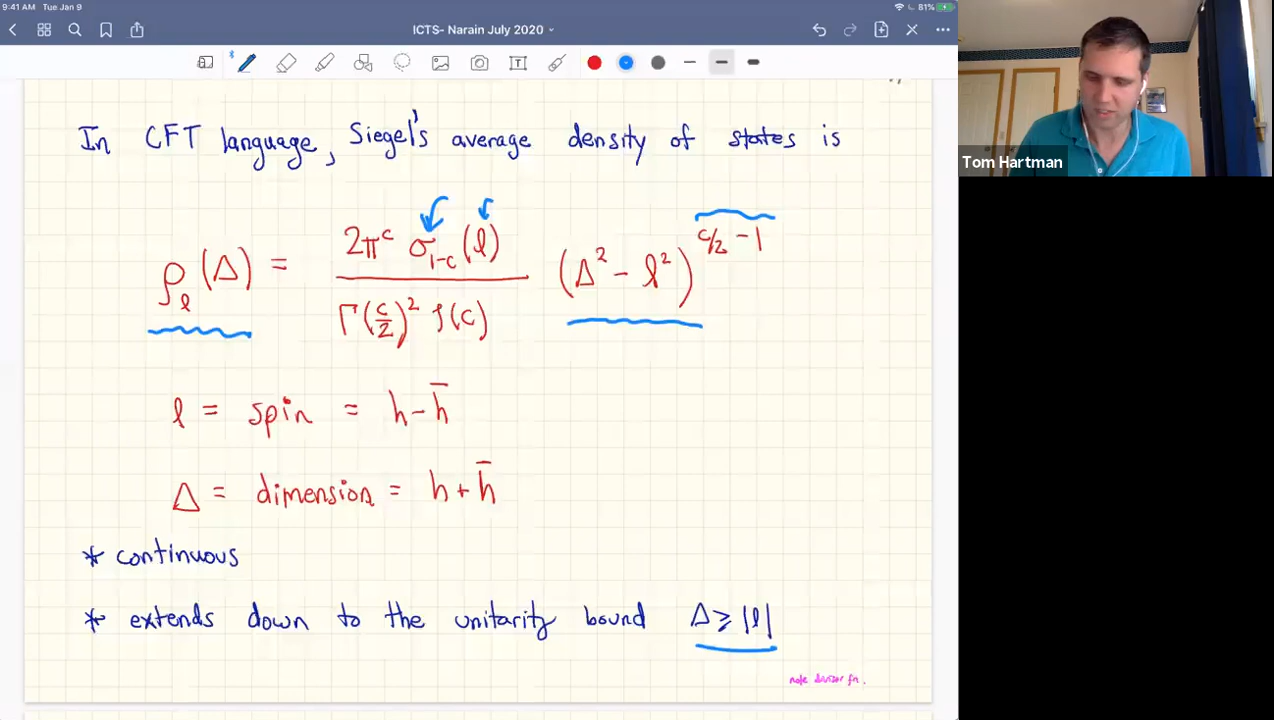 9:41 AM Tue Jan 9
81%
ICTS- Narain July 2020
In CFT language, Siegel's average density of states is
ρ_ℓ(Δ) = 2π^c σ_{1-c}(ℓ) / Γ(c/2)² ζ(c) (Δ² - ℓ²)^{c/2 - 1}
ℓ = spin = h - h̄
Δ = dimension = h + h̄
* continuous
* extends down to the unitarity bound Δ ≥ |ℓ|
note divisor fn.
Tom Hartman